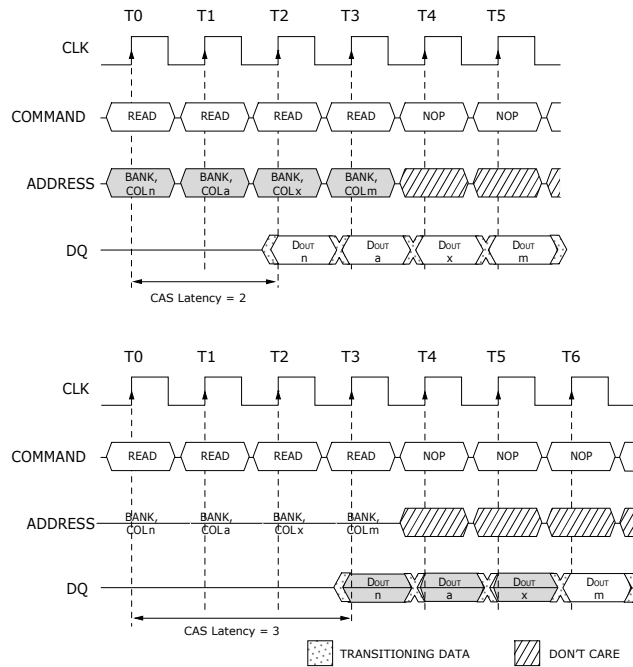 T0 T1 T2 T3 T4 T5
CLK
COMMAND READ READ READ READ NOP NOP
ADDRESS BANK, COLn BANK, COLa BANK, COLx BANK, COLm
DQ DOUT n DOUT a DOUT x DOUT m
CAS Latency = 2
T0 T1 T2 T3 T4 T5 T6
CLK
COMMAND READ READ READ READ NOP NOP NOP
ADDRESS BANK, COLn BANK, COLa BANK, COLx BANK, COLm
DQ DOUT n DOUT a DOUT x DOUT m
CAS Latency = 3
TRANSITIONING DATA DON'T CARE